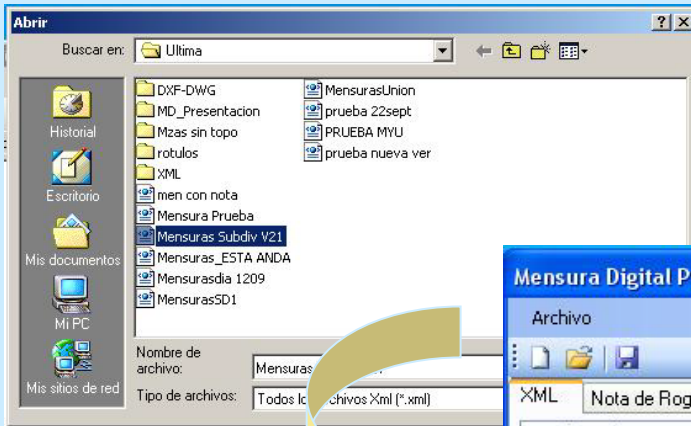 Abrir
Buscar en: Ultima
Historial
Escritorio
Mis documentos
Mi PC
Mis sitios de red
DXF-DWG
MD_Presentacion
Mzas sin topo
rotulos
XML
men con nota
Mensura Prueba
Mensuras Subdiv V21
Mensuras_ESTA ANDA
Mensurasdia 1209
MensurasSD1
MensurasUnion
prueba 22sept
PRUEBA MYU
prueba nueva ver
Nombre de
archivo: Mensuras
Tipo de archivos: Todos lo chivos Xml (*.xml)
Mensura Digital P
Archivo
XML Nota de Rog